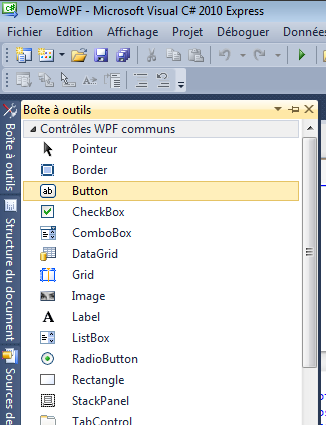 DemoWPF - Microsoft Visual C# 2010 Express
Fichier Edition Affichage Projet Déboguer Données
Boîte à outils
Contrôles WPF communs
Pointeur
Border
Button
CheckBox
ComboBox
DataGrid
Grid
Image
Label
ListBox
RadioButton
Rectangle
StackPanel
TabControl
Boîte à outils
Structure du document
Sources de